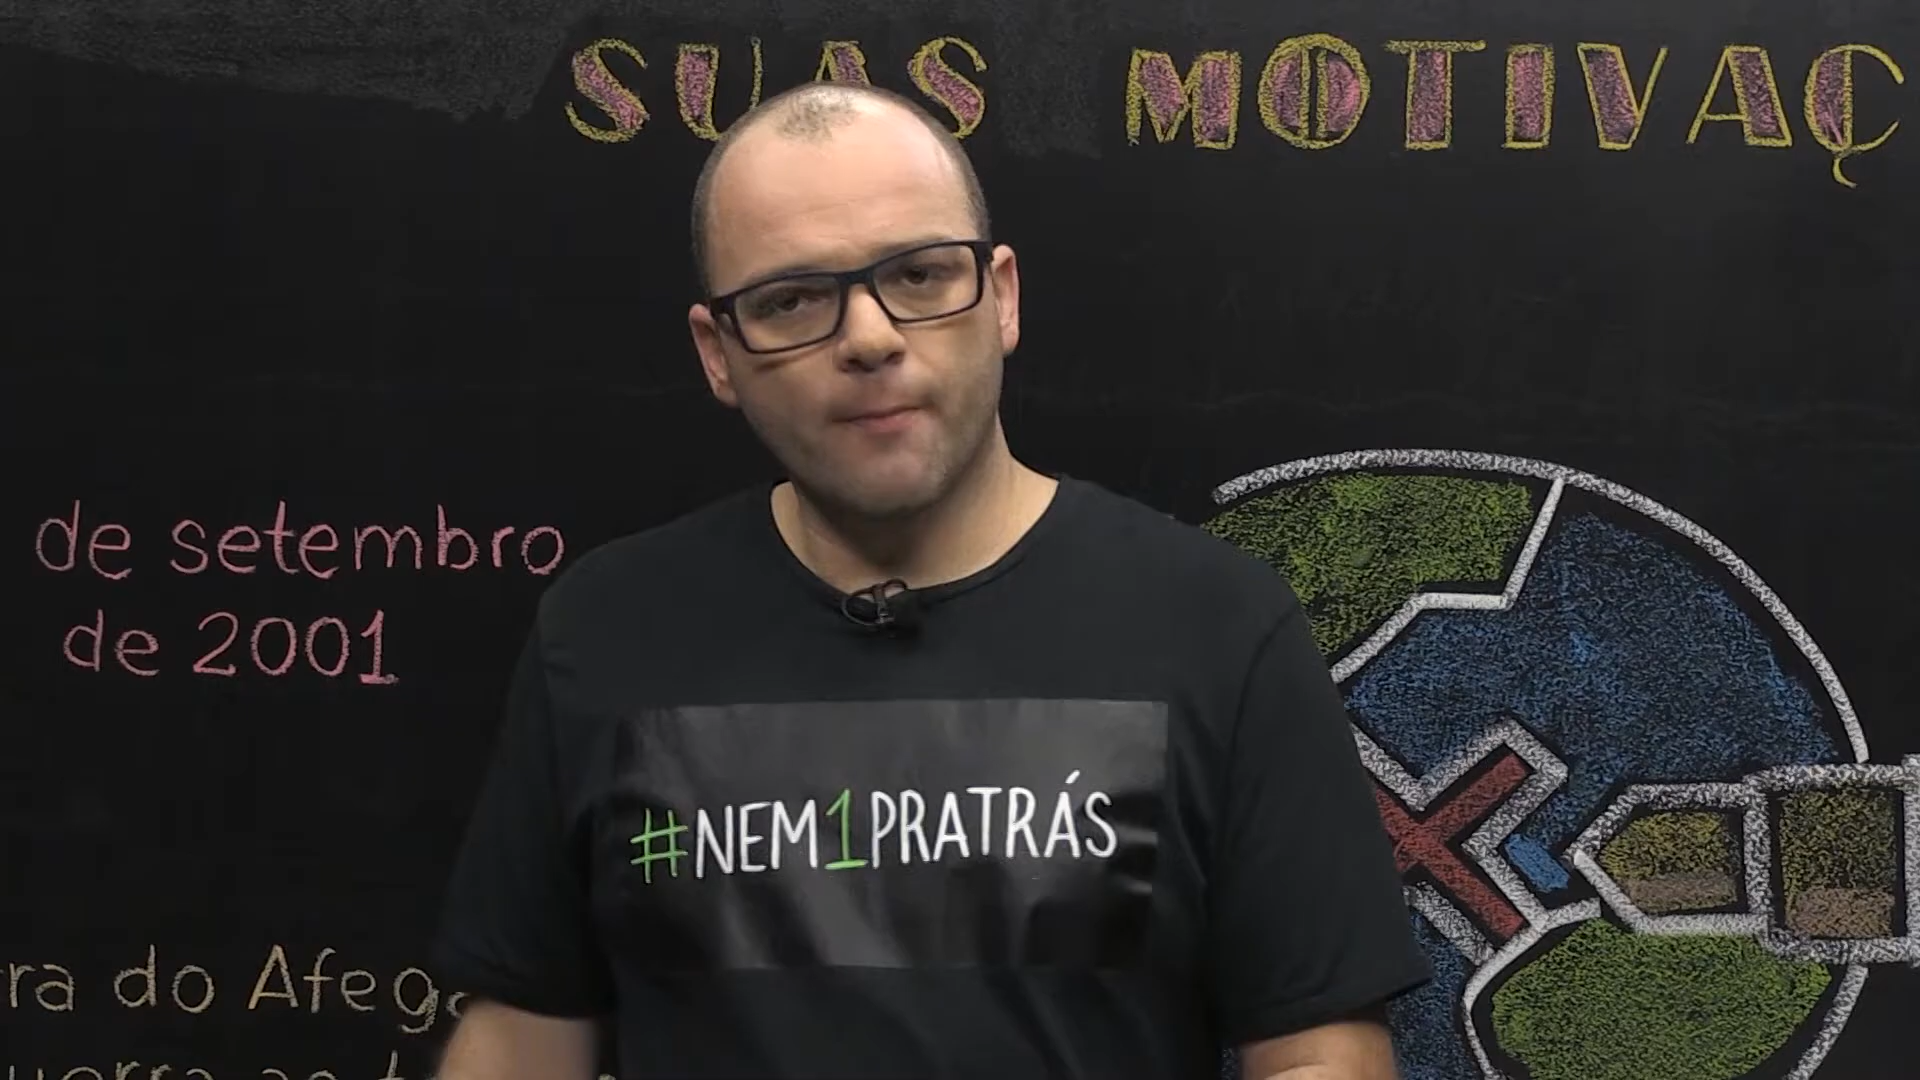 SUAS MOTIVAÇ
de setembro
de 2001
#NEM1PRATRÁS
ra do Afeg